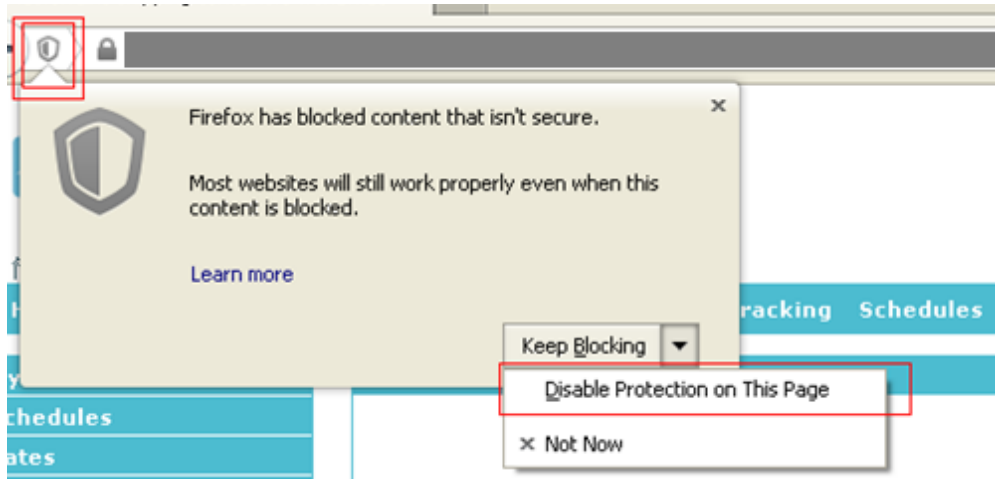 Firefox has blocked content that isn't secure.
Most websites will still work properly even when this
content is blocked.
Learn more
racking Schedules
Keep Blocking
Disable Protection on This Page
chedules
Not Now
ates